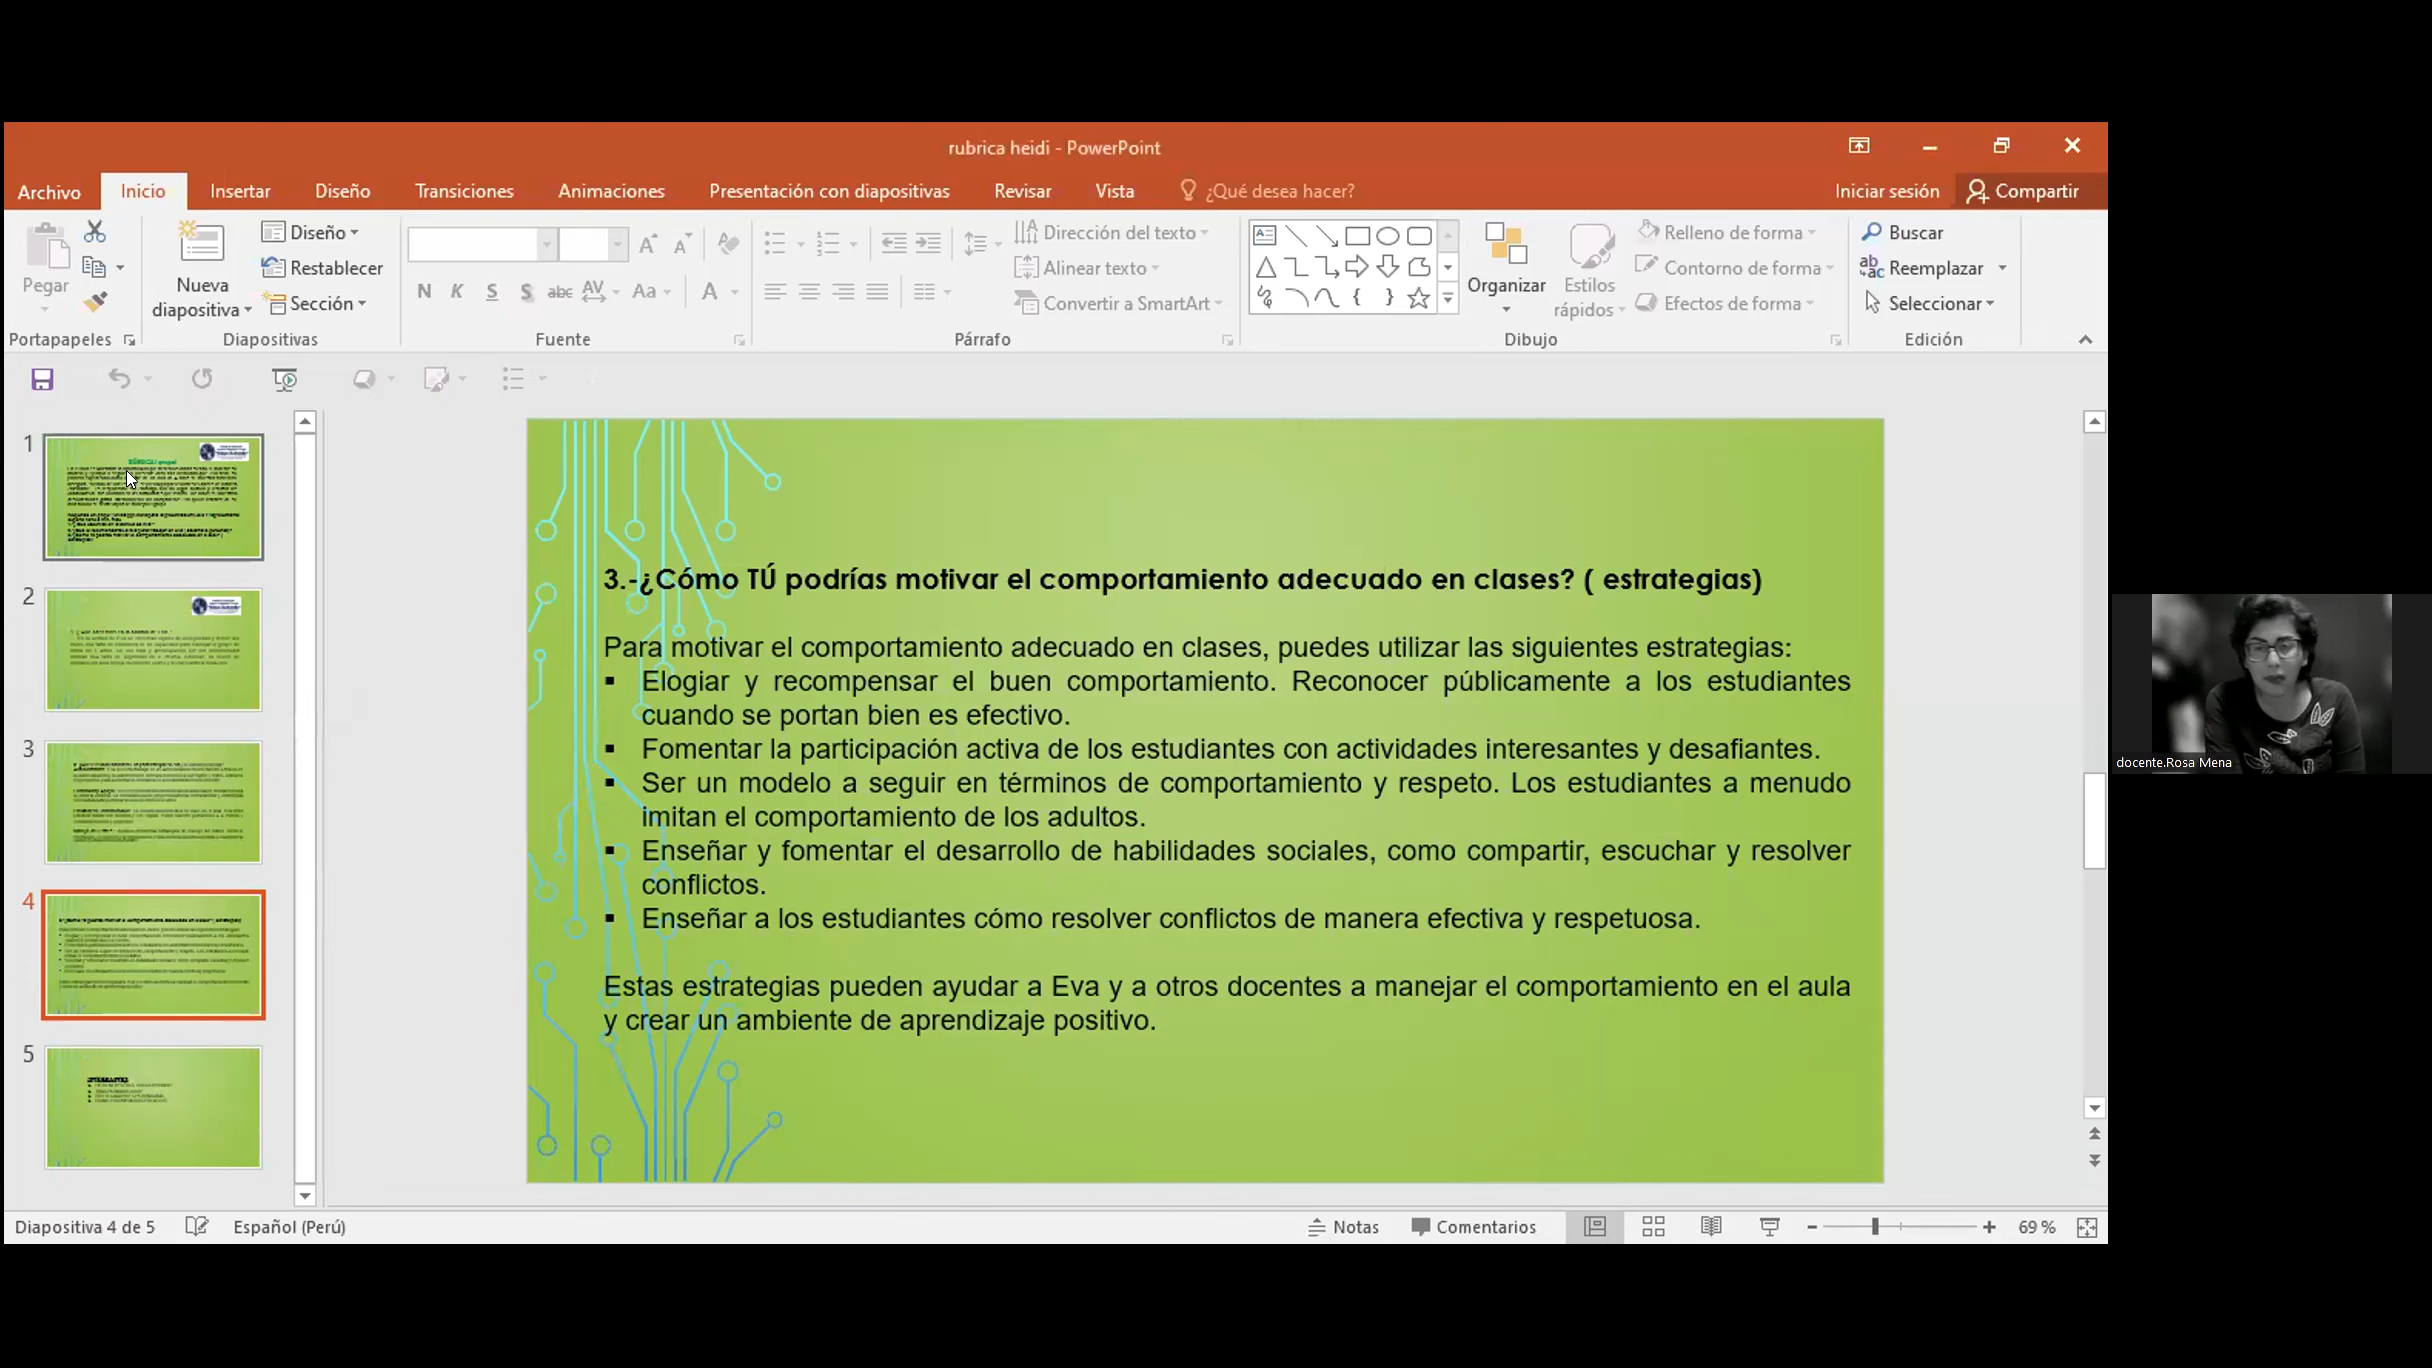 rubrica heidi - PowerPoint
Archivo Inicio Insertar Diseño Transiciones Animaciones Presentación con diapositivas Revisar Vista ¿Qué desea hacer? Iniciar sesión Compartir
Pegar
Portapapeles
Nueva diapositiva
Diseño
Restablecer
Sección
Diapositivas
N K S S abc AV Aa A
Fuente
Dirección del texto
Alinear texto
Convertir a SmartArt
Párrafo
Organizar
Estilos rápidos
Relleno de forma
Contorno de forma
Efectos de forma
Dibujo
Buscar
Reemplazar
Seleccionar
Edición
1
2
3
4
5
3.-¿Cómo TÚ podrías motivar el comportamiento adecuado en clases? ( estrategias)
Para motivar el comportamiento adecuado en clases, puedes utilizar las siguientes estrategias:
▪ Elogiar y recompensar el buen comportamiento. Reconocer públicamente a los estudiantes
cuando se portan bien es efectivo.
▪ Fomentar la participación activa de los estudiantes con actividades interesantes y desafiantes.
▪ Ser un modelo a seguir en términos de comportamiento y respeto. Los estudiantes a menudo
imitan el comportamiento de los adultos.
▪ Enseñar y fomentar el desarrollo de habilidades sociales, como compartir, escuchar y resolver
conflictos.
▪ Enseñar a los estudiantes cómo resolver conflictos de manera efectiva y respetuosa.
Estas estrategias pueden ayudar a Eva y a otros docentes a manejar el comportamiento en el aula
y crear un ambiente de aprendizaje positivo.
docente.Rosa Mena
Diapositiva 4 de 5 Español (Perú) Notas Comentarios 69 %